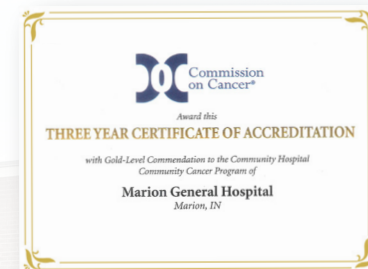 Commission
on Cancer®
Award this
THREE YEAR CERTIFICATE OF ACCREDITATION
with Gold-Level Commendation to the Community Hospital
Community Cancer Program of
Marion General Hospital
Marion, IN